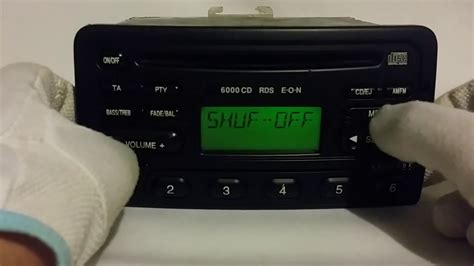 ON/OFF
TA PTY 6000 CD RDS E·O·N CD/EJ AM/FM
BASS/TREB FADE/BAL
SHUF--OFF
VOLUME +
2 3 4 5 6